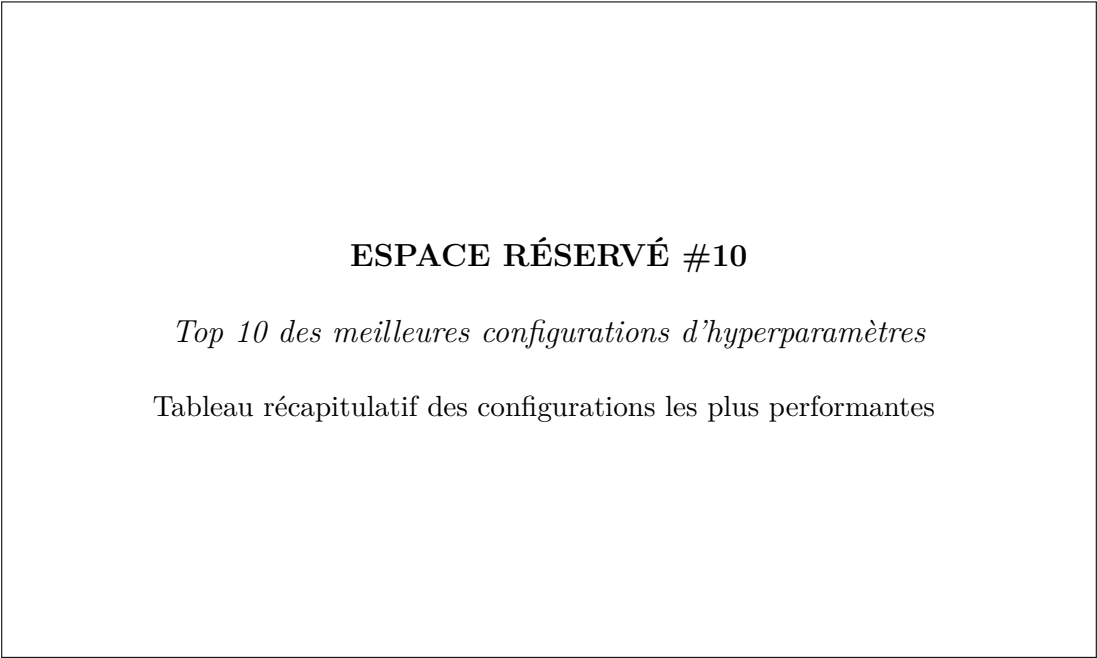 ESPACE RÉSERVÉ #10
Top 10 des meilleures configurations d'hyperparamètres
Tableau récapitulatif des configurations les plus performantes